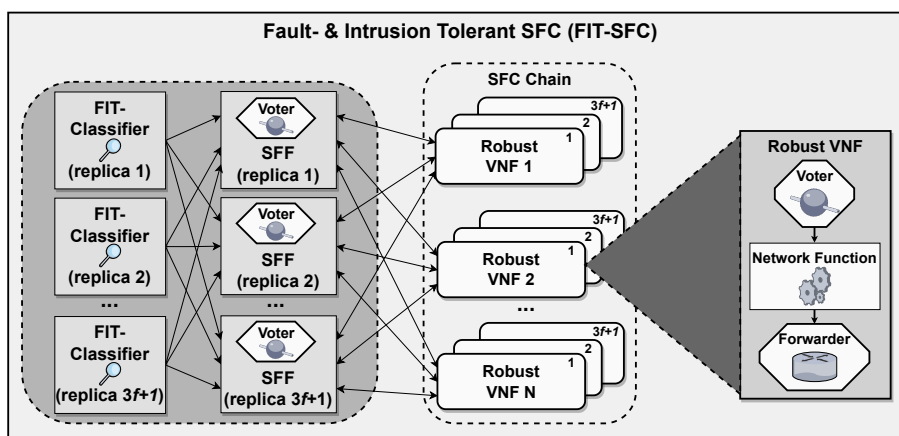 Fault- & Intrusion Tolerant SFC (FIT-SFC)
FIT-
Classifier
(replica 1)
FIT-
Classifier
(replica 2)
...
FIT-
Classifier
(replica 3f+1)
Voter
SFF
(replica 1)
Voter
SFF
(replica 2)
...
Voter
SFF
(replica 3f+1)
SFC Chain
3f+1
2
1
Robust
VNF 1
3f+1
2
1
Robust
VNF 2
...
3f+1
2
1
Robust
VNF N
Robust VNF
Voter
Network Function
Forwarder